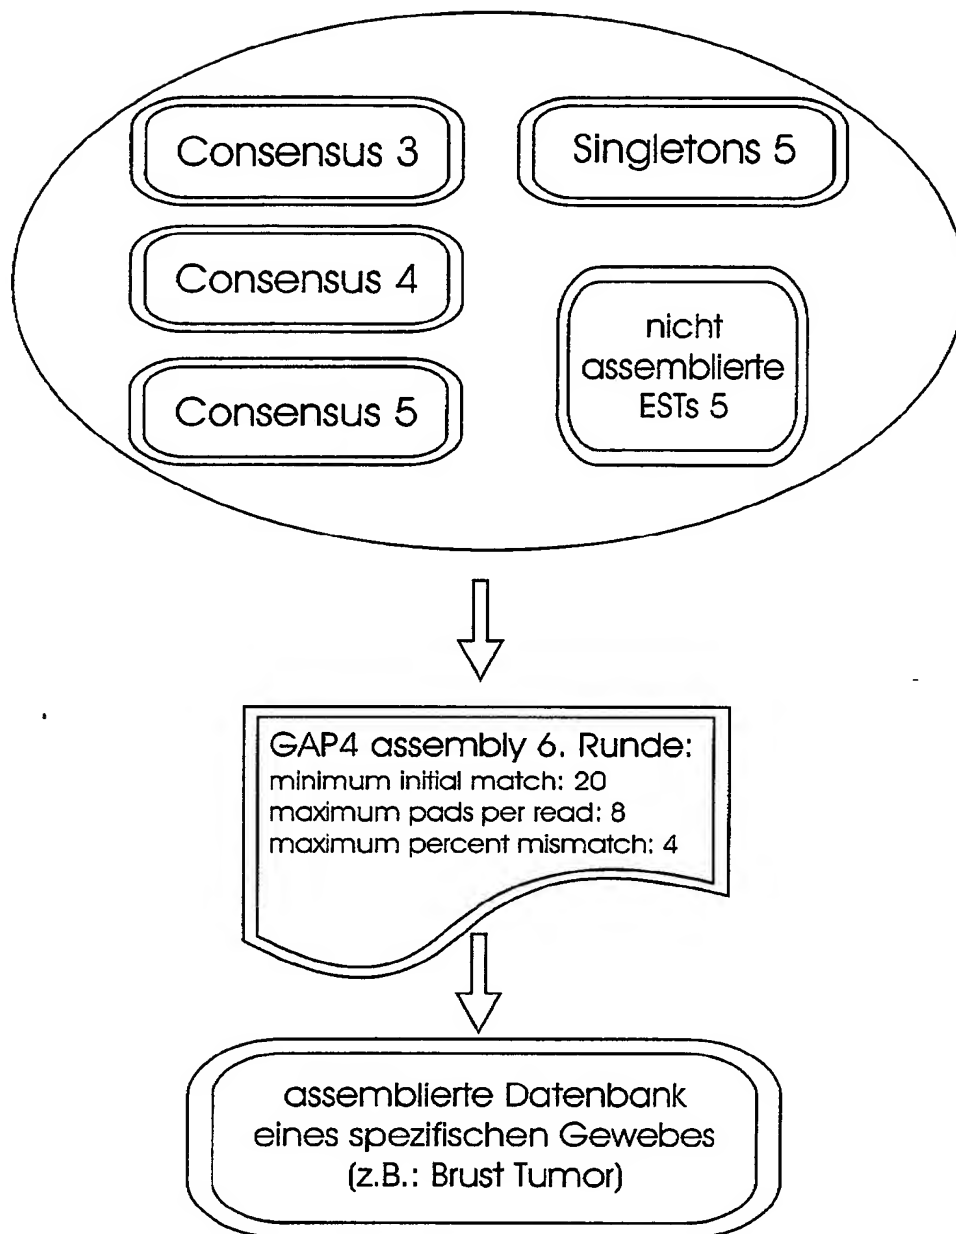 Consensus 3
Singletons 5
Consensus 4
nicht
assemblierte
ESTs 5
Consensus 5
GAP4 assembly 6. Runde:
minimum initial match: 20
maximum pads per read: 8
maximum percent mismatch: 4
assemblierte Datenbank
eines spezifischen Gewebes
(z.B.: Brust Tumor)